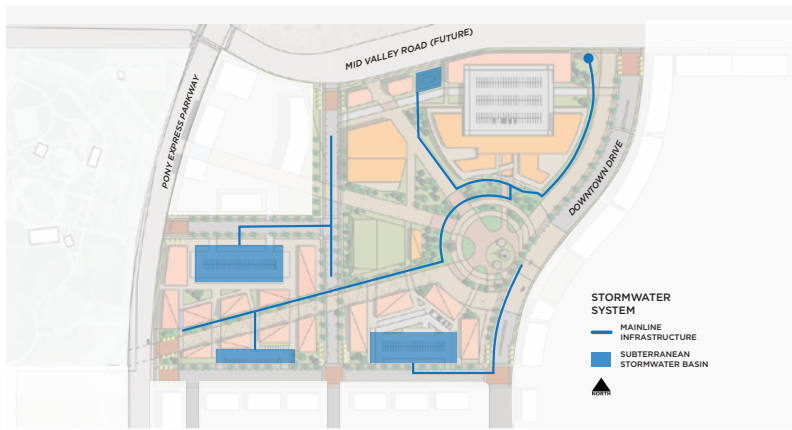 MID VALLEY ROAD (FUTURE)
PONY EXPRESS PARKWAY
DOWNTOWN DRIVE
STORMWATER
SYSTEM
MAINLINE
INFRASTRUCTURE
SUBTERRANEAN
STORMWATER BASIN
NORTH